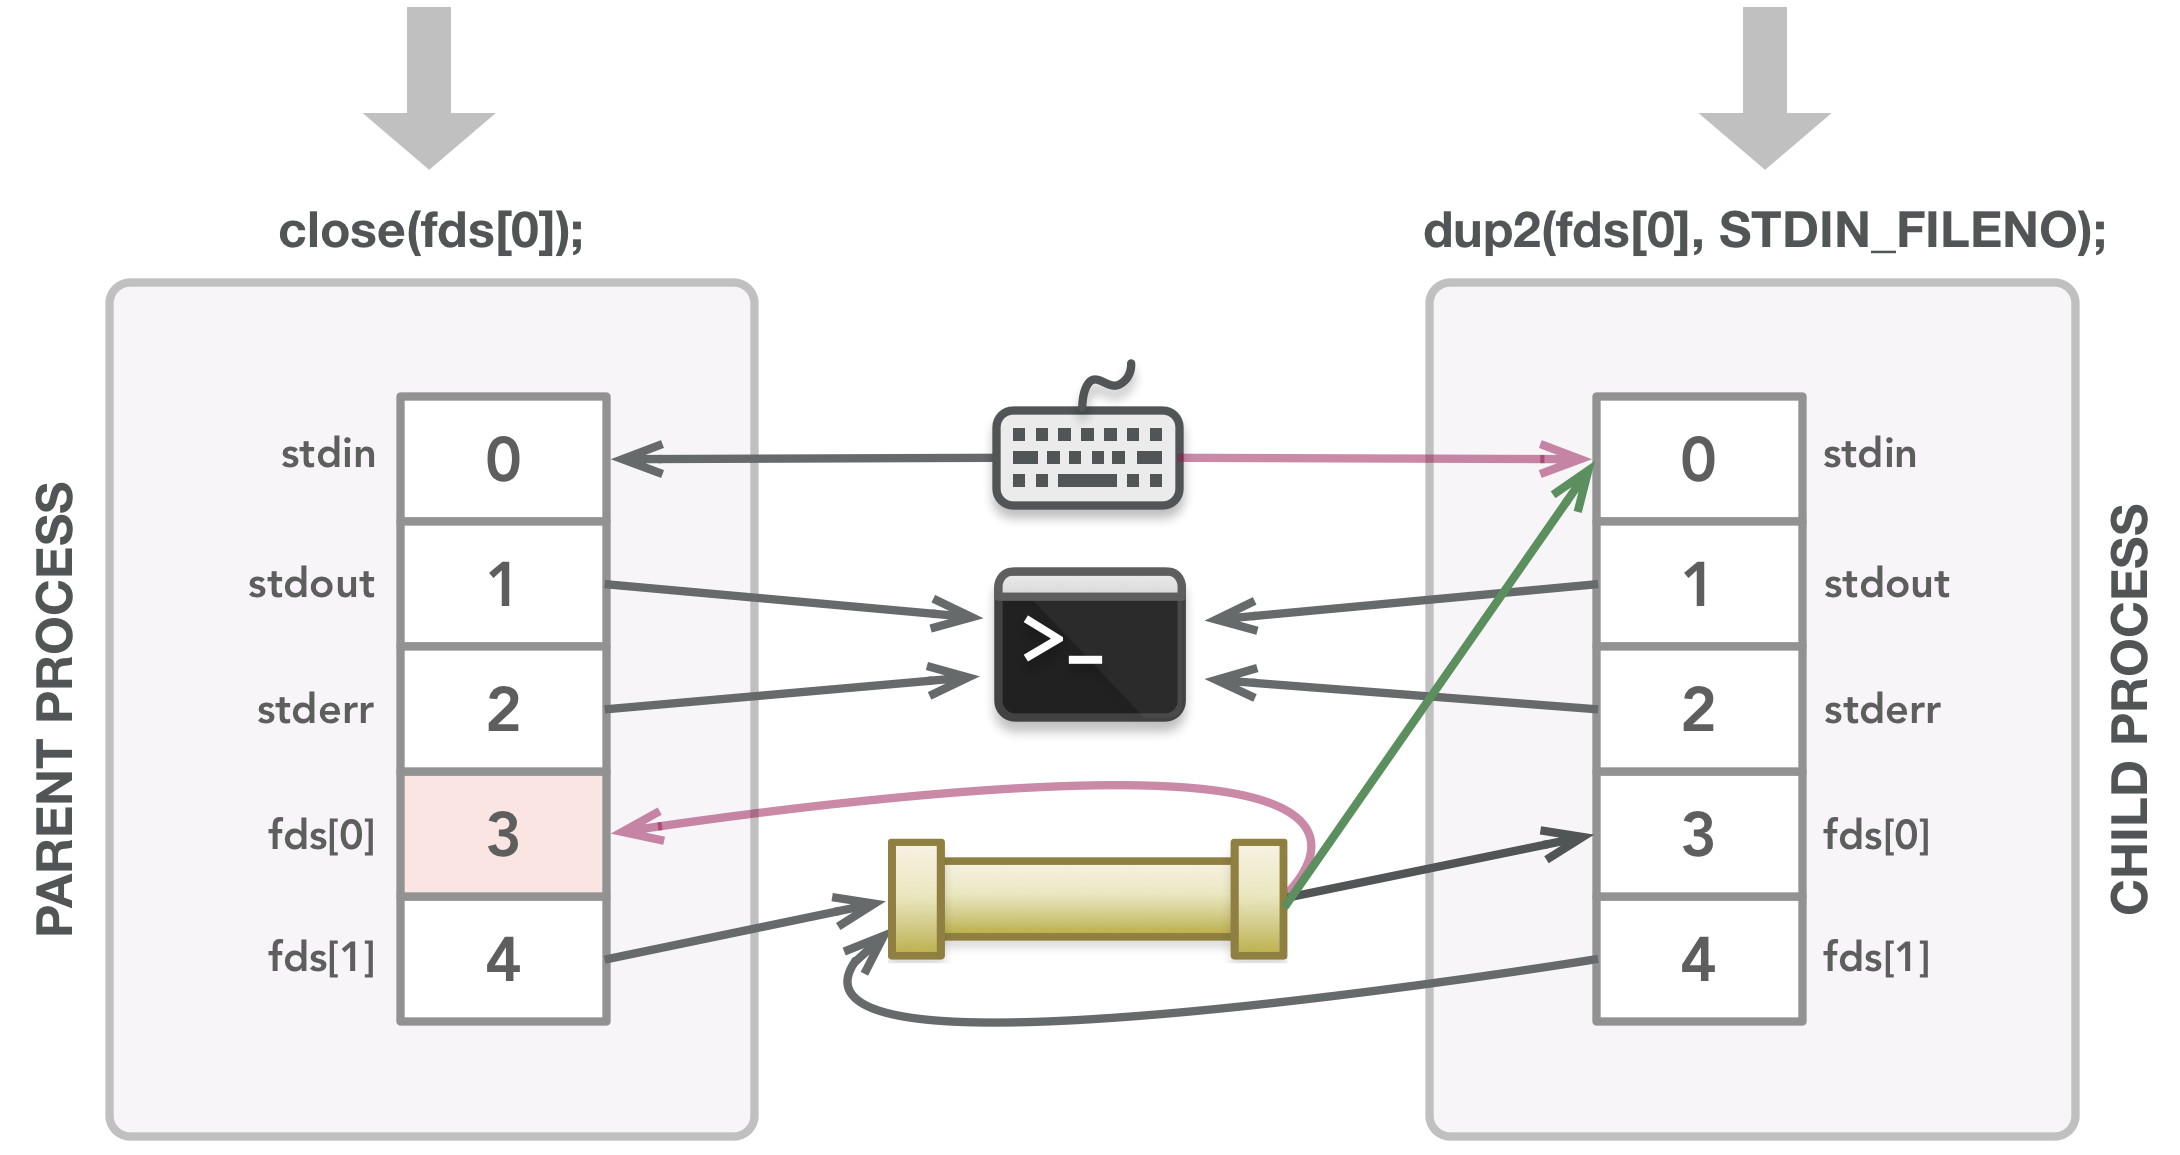 close(fds[0]);
dup2(fds[0], STDIN_FILENO);
PARENT PROCESS
stdin 0
stdout 1
stderr 2
fds[0] 3
fds[1] 4
>_
0 stdin
1 stdout
2 stderr
3 fds[0]
4 fds[1]
CHILD PROCESS